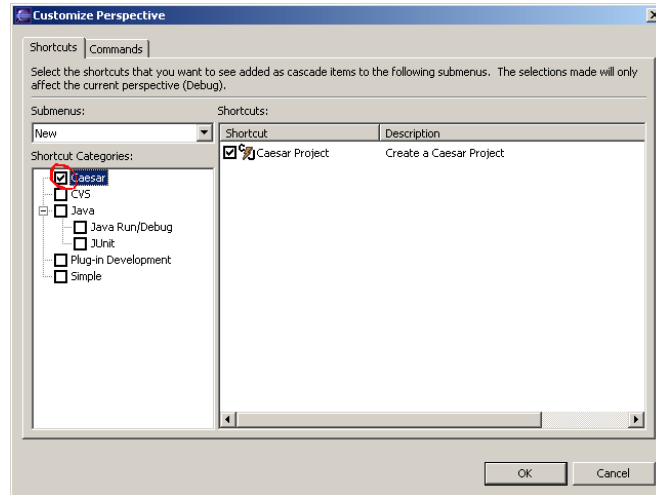 Customize Perspective
Shortcuts
Commands
Select the shortcuts that you want to see added as cascade items to the following submenus. The selections made will only
affect the current perspective (Debug).
Submenus:
Shortcuts:
New
Shortcut
Description
Shortcut Categories:
Caesar Project
Create a Caesar Project
Caesar
CVS
Java
Java Run/Debug
JUnit
Plug-in Development
Simple
OK
Cancel